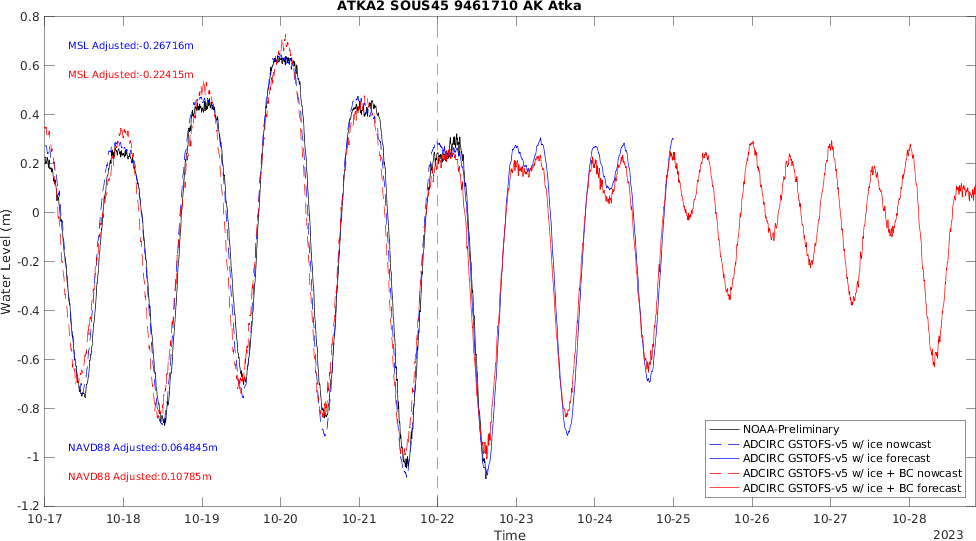 ATKA2 SOUS45 9461710 AK Atka
0.8
0.6
0.4
0.2
0
-0.2
-0.4
-0.6
-0.8
-1
-1.2
Water Level (m)
MSL Adjusted:-0.26716m
MSL Adjusted:-0.22415m
NAVD88 Adjusted:0.064845m
NAVD88 Adjusted:0.10785m
NOAA-Preliminary
ADCIRC GSTOFS-v5 w/ ice nowcast
ADCIRC GSTOFS-v5 w/ ice forecast
ADCIRC GSTOFS-v5 w/ ice + BC nowcast
ADCIRC GSTOFS-v5 w/ ice + BC forecast
10-17 10-18 10-19 10-20 10-21 10-22 10-23 10-24 10-25 10-26 10-27 10-28
Time
2023